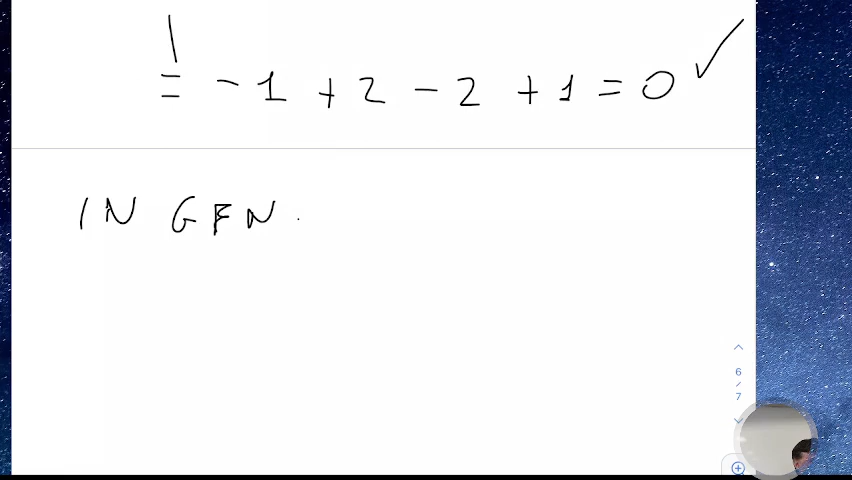 = - 1 + 2 - 2 + 1 = 0 ✓
IN GEN.
6
/
7